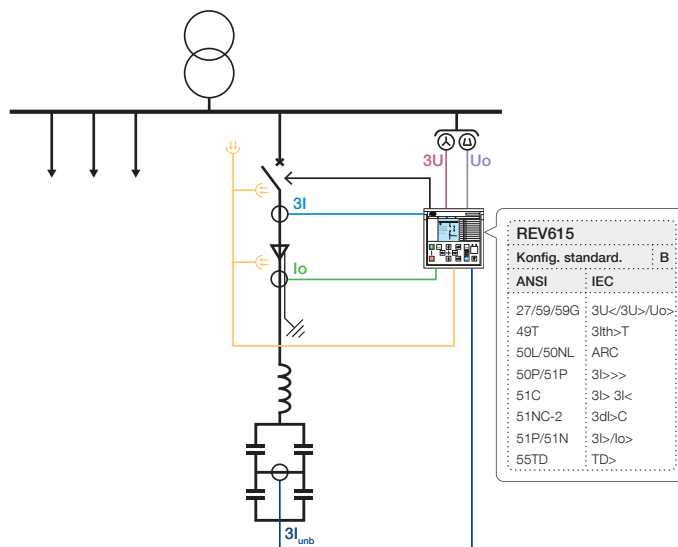 3U Uo
3I
Io
3Iunb
REV615
Konfig. standard. B
ANSI IEC
27/59/59G 3U</3U>/Uo>
49T 3Ith>T
50L/50NL ARC
50P/51P 3I>>>
51C 3I> 3I<
51NC-2 3dI>C
51P/51N 3I>/Io>
55TD TD>